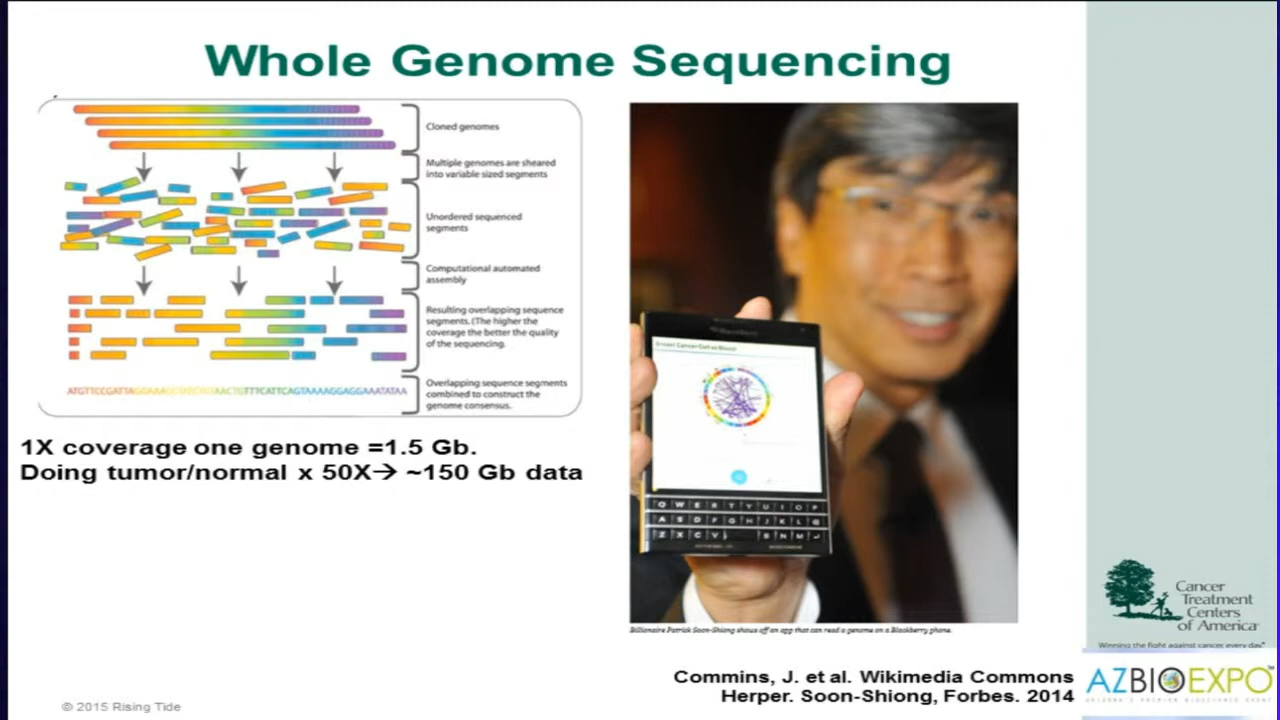 Whole Genome Sequencing
Cloned genomes
Multiple genomes are sheared
into variable sized segments
Unordered sequenced
segments
Computational automated
assembly
Resulting overlapping sequence
segments. (The higher the
coverage the better the quality
of the sequencing.
Overlapping sequence segments
combined to construct the
genome consensus.
1X coverage one genome =1.5 Gb.
Doing tumor/normal x 50X→ ~150 Gb data
BlackBerry
Q W E R T Y U I O P
A S D F G H J K L
Z X C V B N M
Billionaire Patrick Soon-Shiong shows off an app that can read a genome on a Blackberry phone.
Cancer
Treatment
Centers
of America
Winning the fight against cancer, every day.
Commins, J. et al. Wikimedia Commons
Herper. Soon-Shiong, Forbes. 2014
AZBIOEXPO™
© 2015 Rising Tide